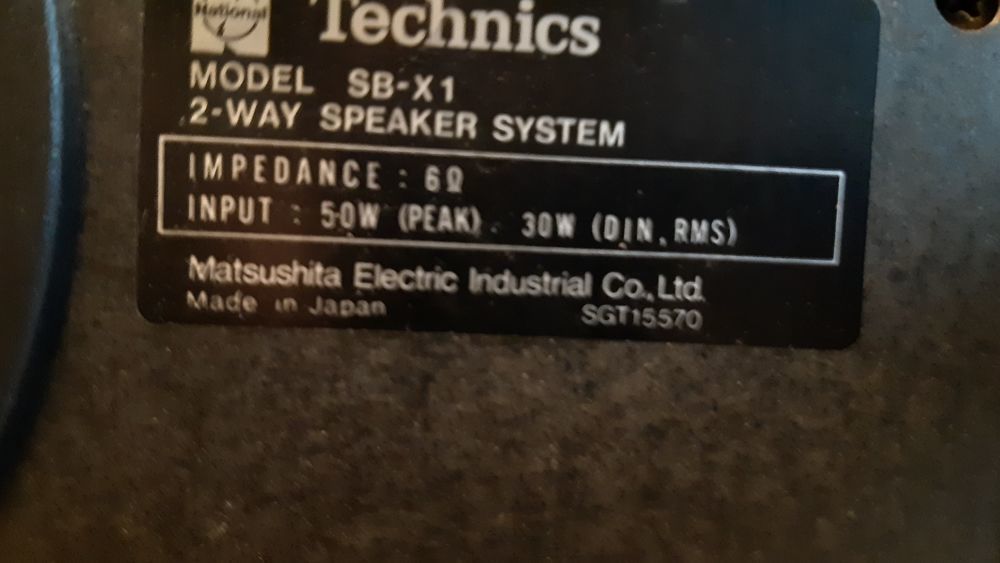 National
Technics
MODEL SB-X1
2-WAY SPEAKER SYSTEM
IMPEDANCE : 6Ω
INPUT : 50W (PEAK) 30W (DIN, RMS)
Matsushita Electric Industrial Co., Ltd.
Made in Japan SGT15570